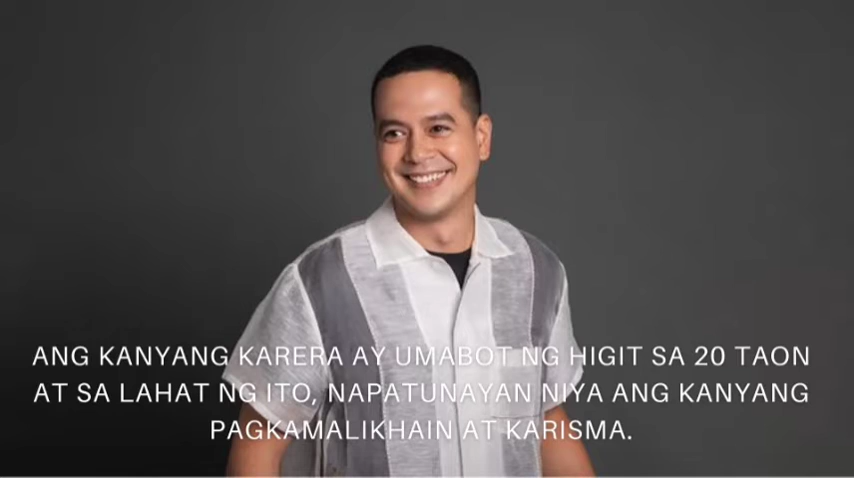 ANG KANYANG KARERA AY UMABOT NG HIGIT SA 20 TAON
AT SA LAHAT NG ITO, NAPATUNAYAN NIYA ANG KANYANG
PAGKAMALIKHAIN AT KARISMA.